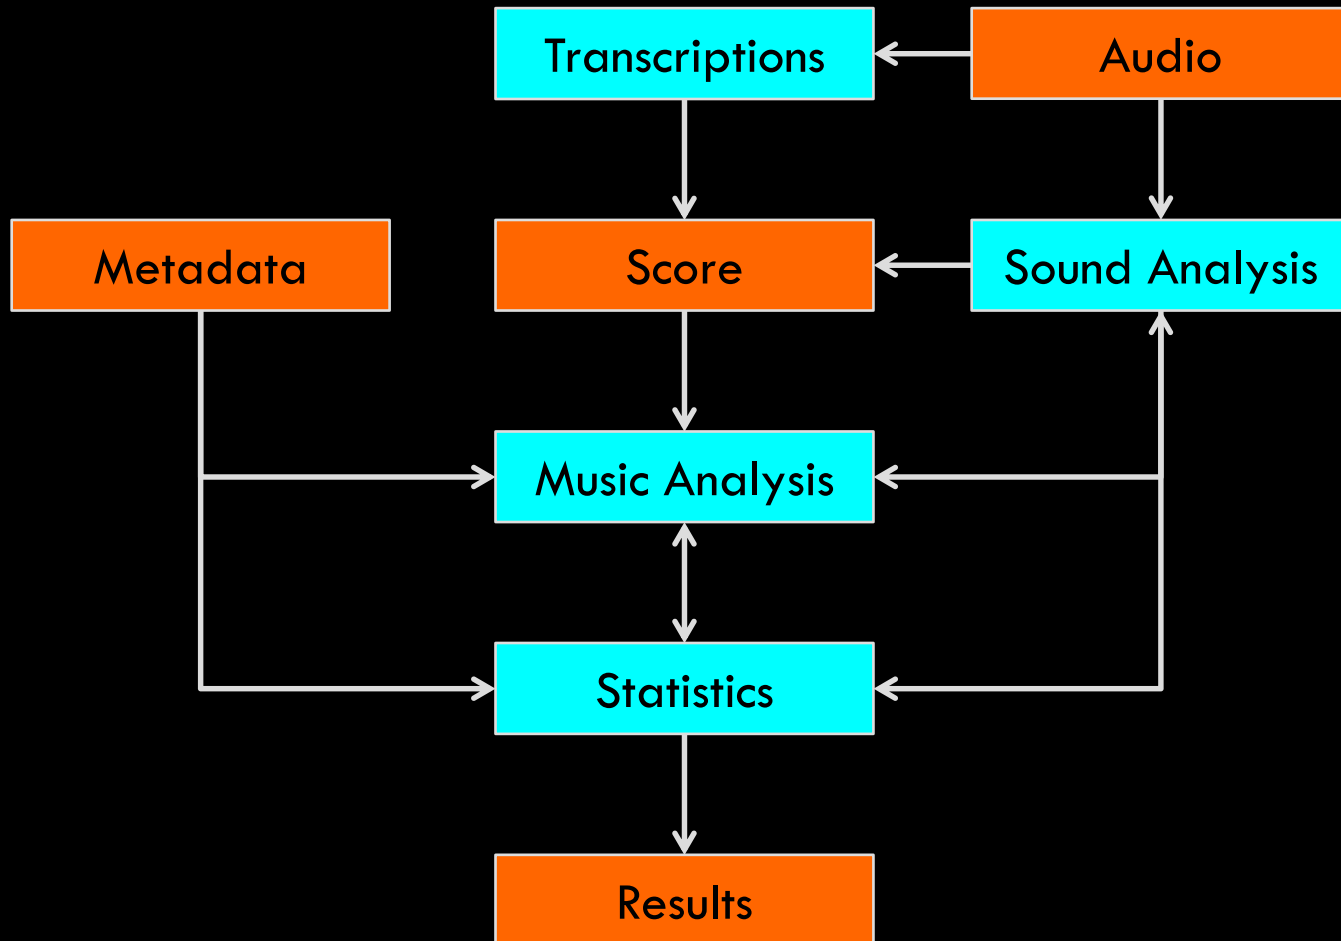 Transcriptions
Audio
Metadata
Score
Sound Analysis
Music Analysis
Statistics
Results